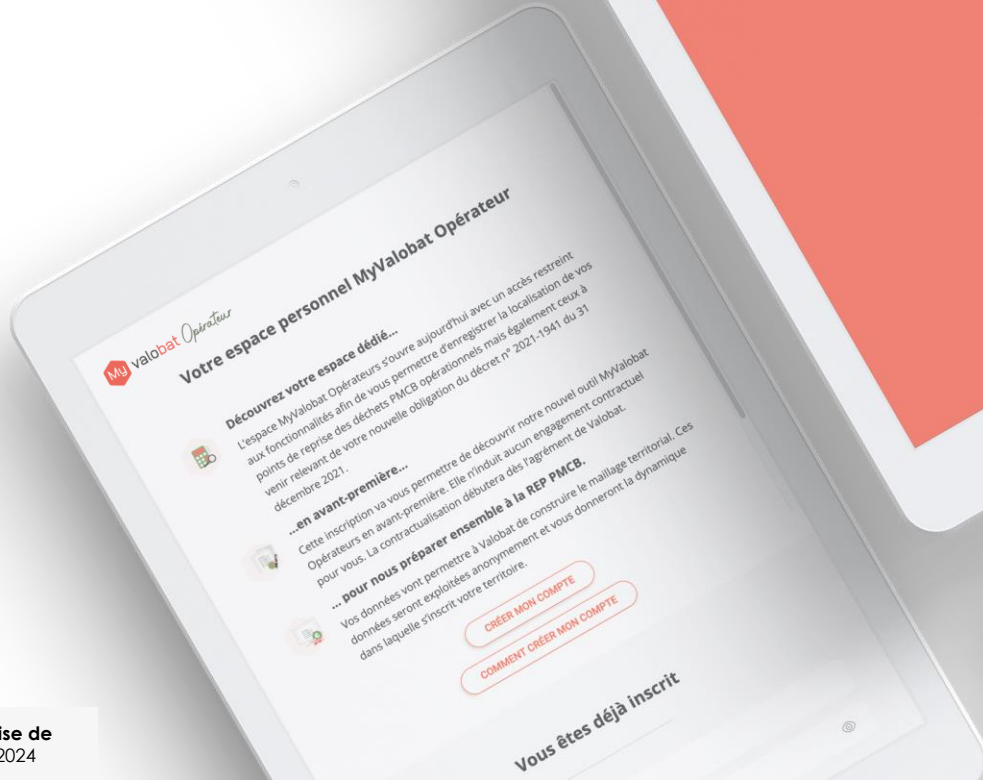 My valobat Opérateur
Votre espace personnel MyValobat Opérateur
Découvrez votre espace dédié...
L'espace MyValobat Opérateurs s'ouvre aujourd'hui avec un accès restreint
aux fonctionnalités afin de vous permettre d'enregistrer la localisation de vos
points de reprise des déchets PMCB opérationnels mais également ceux à
venir relevant de votre nouvelle obligation du décret n° 2021-1941 du 31
décembre 2021.
...en avant-première...
Cette inscription va vous permettre de découvrir notre nouvel outil MyValobat
Opérateurs en avant-première. Elle n'induit aucun engagement contractuel
pour vous. La contractualisation débutera dès l'agrément de Valobat.
... pour nous préparer ensemble à la REP PMCB.
Vos données vont permettre à Valobat de construire le maillage territorial. Ces
données seront exploitées anonymement et vous donneront la dynamique
dans laquelle s'inscrit votre territoire.
CRÉER MON COMPTE
COMMENT CRÉER MON COMPTE
Vous êtes déjà inscrit
ise de
2024